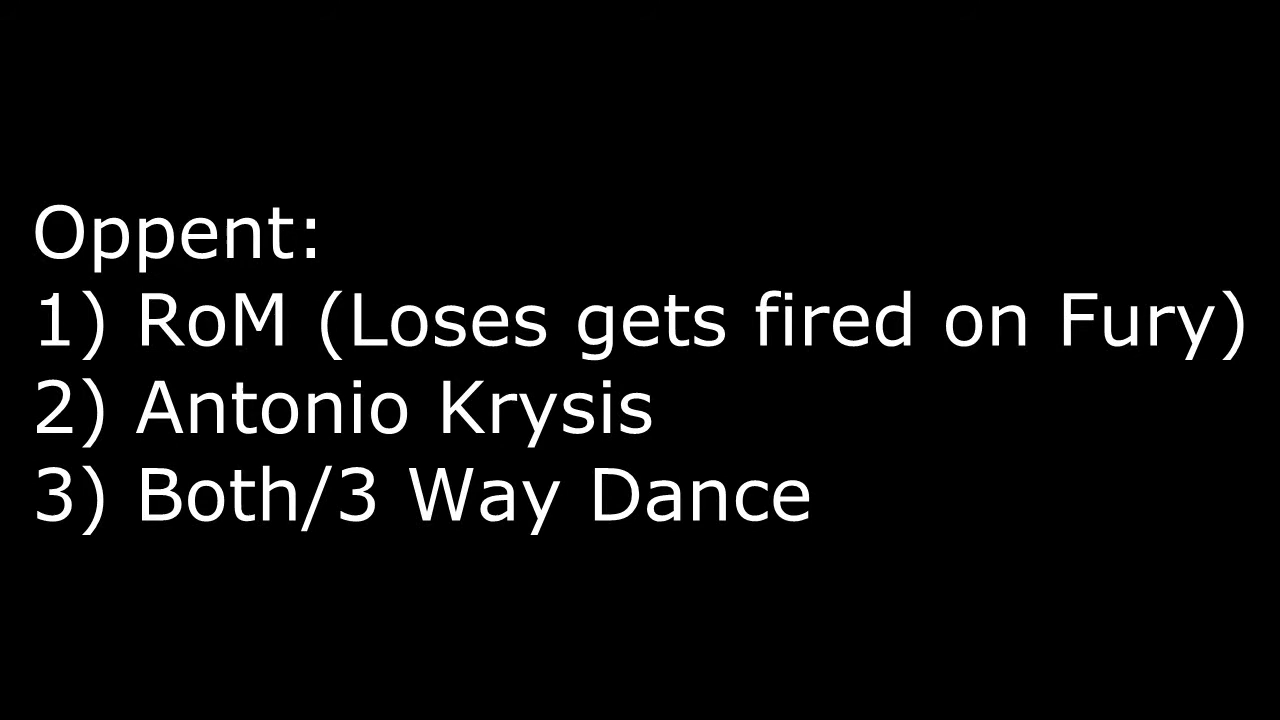 Oppent:
1) RoM (Loses gets fired on Fury)
2) Antonio Krysis
3) Both/3 Way Dance